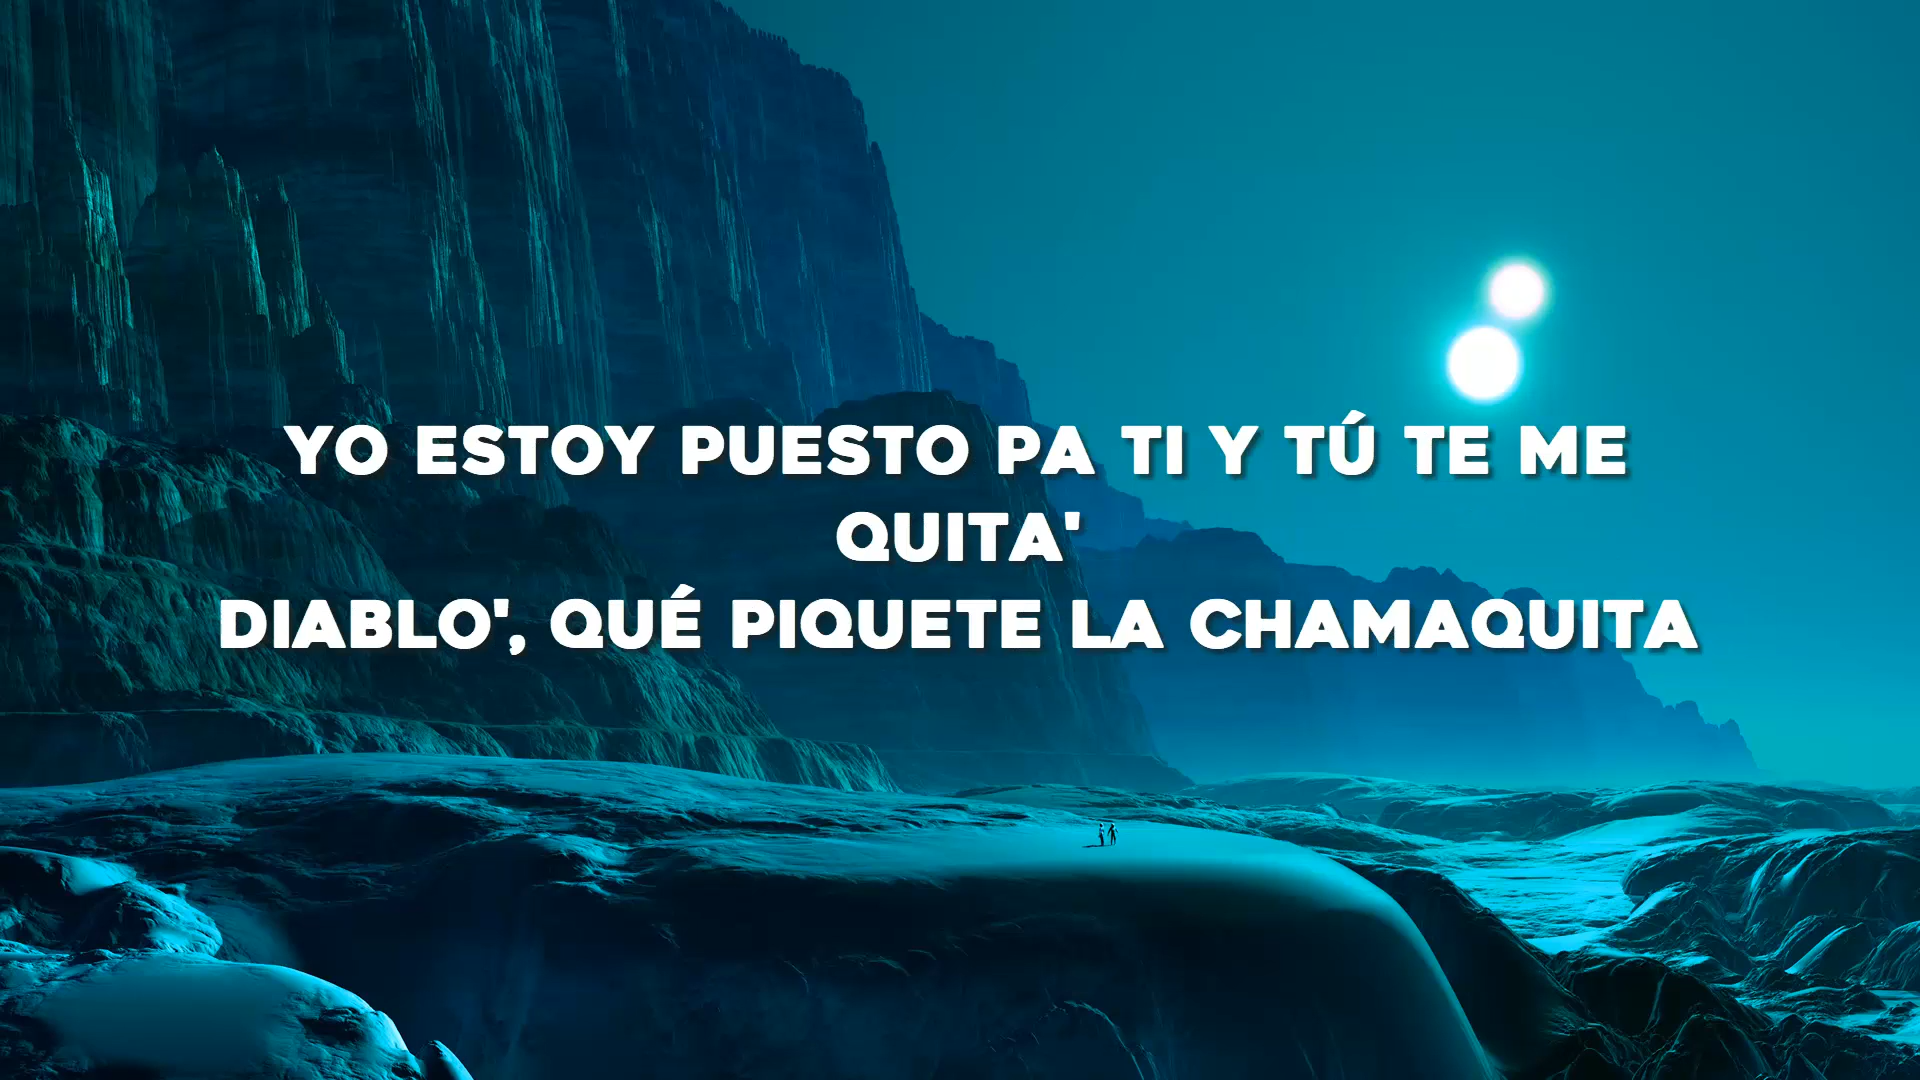 YO ESTOY PUESTO PA TI Y TÚ TE ME
QUITA'
DIABLO', QUÉ PIQUETE LA CHAMAQUITA